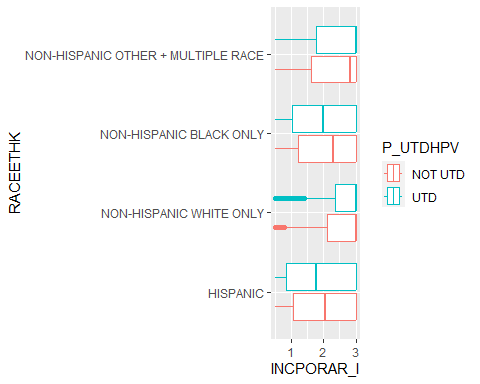 RACEETHK
NON-HISPANIC OTHER + MULTIPLE RACE
NON-HISPANIC BLACK ONLY
NON-HISPANIC WHITE ONLY
HISPANIC
1 2 3
INCPORAR_I
P_UTDHPV
NOT UTD
UTD